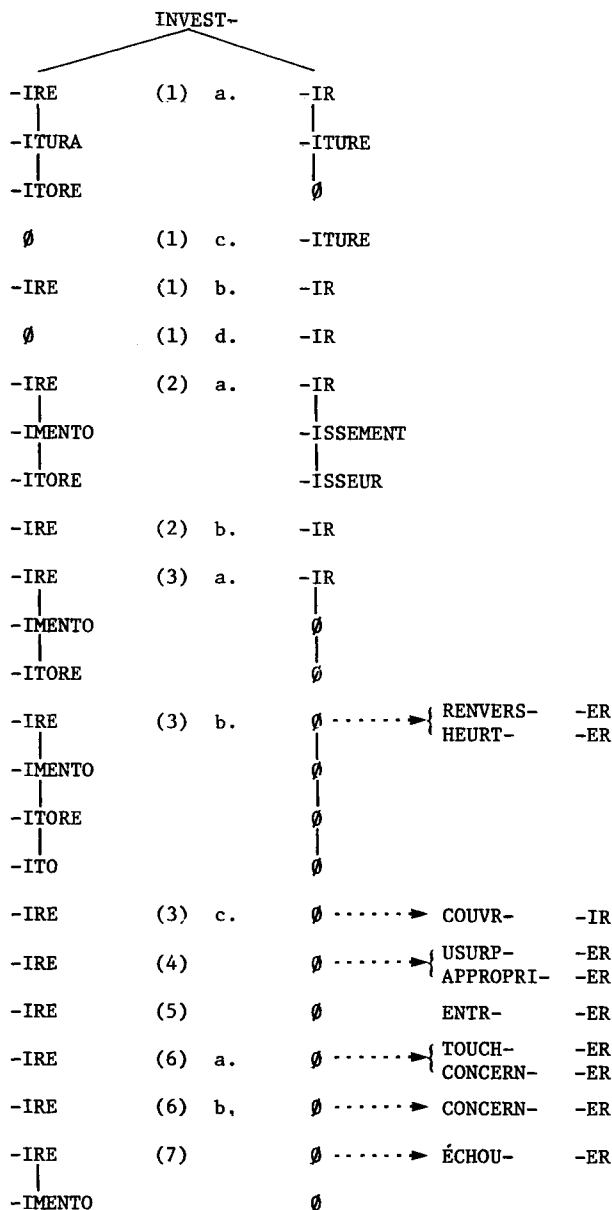 INVEST-
-IRE (1) a. -IR
-ITURA -ITURE
-ITORE Ø
Ø (1) c. -ITURE
-IRE (1) b. -IR
Ø (1) d. -IR
-IRE (2) a. -IR
-IMENTO -ISSEMENT
-ITORE -ISSEUR
-IRE (2) b. -IR
-IRE (3) a. -IR
-IMENTO Ø
-ITORE Ø
-IRE (3) b. Ø RENVERS- -ER
HEURT- -ER
-IMENTO Ø
-ITORE Ø
-ITO Ø
-IRE (3) c. Ø COUVR- -IR
-IRE (4) Ø USURP- -ER
APPROPRI- -ER
-IRE (5) Ø ENTR- -ER
-IRE (6) a. Ø TOUCH- -ER
CONCERN- -ER
-IRE (6) b, Ø CONCERN- -ER
-IRE (7) Ø ÉCHOU- -ER
-IMENTO Ø